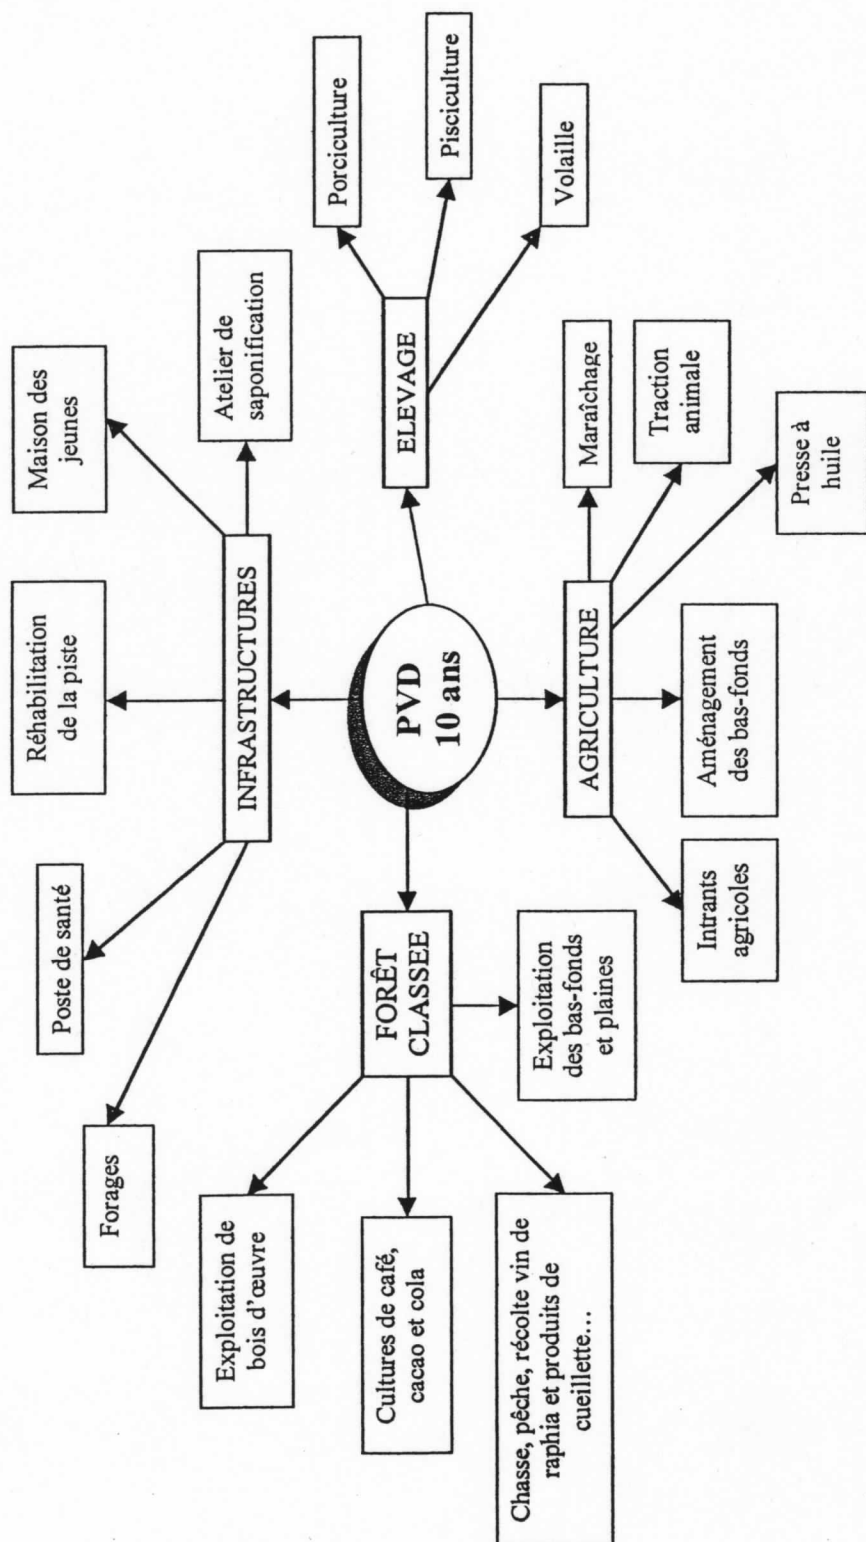 Maison des
jeunes
Réhabilitation
de la piste
Poste de santé
Forages
Atelier de
saponification
INFRASTRUCTURES
Porciculture
Pisciculture
Volaille
ELEVAGE
PVD
10 ans
FORÊT
CLASSEE
Exploitation de
bois d'œuvre
Cultures de café,
cacao et cola
Chasse, pêche, récolte vin de
raphia et produits de
cueillette...
Exploitation
des bas-fonds
et plaines
AGRICULTURE
Maraîchage
Traction
animale
Presse à
huile
Aménagement
des bas-fonds
Intrants
agricoles